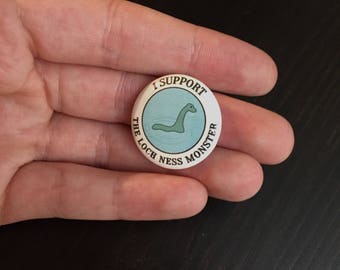 I SUPPORT
THE LOCH NESS MONSTER